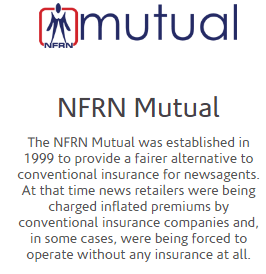 NFRN mutual
NFRN Mutual
The NFRN Mutual was established in
1999 to provide a fairer alternative to
conventional insurance for newsagents.
At that time news retailers were being
charged inflated premiums by
conventional insurance companies and,
in some cases, were being forced to
operate without any insurance at all.